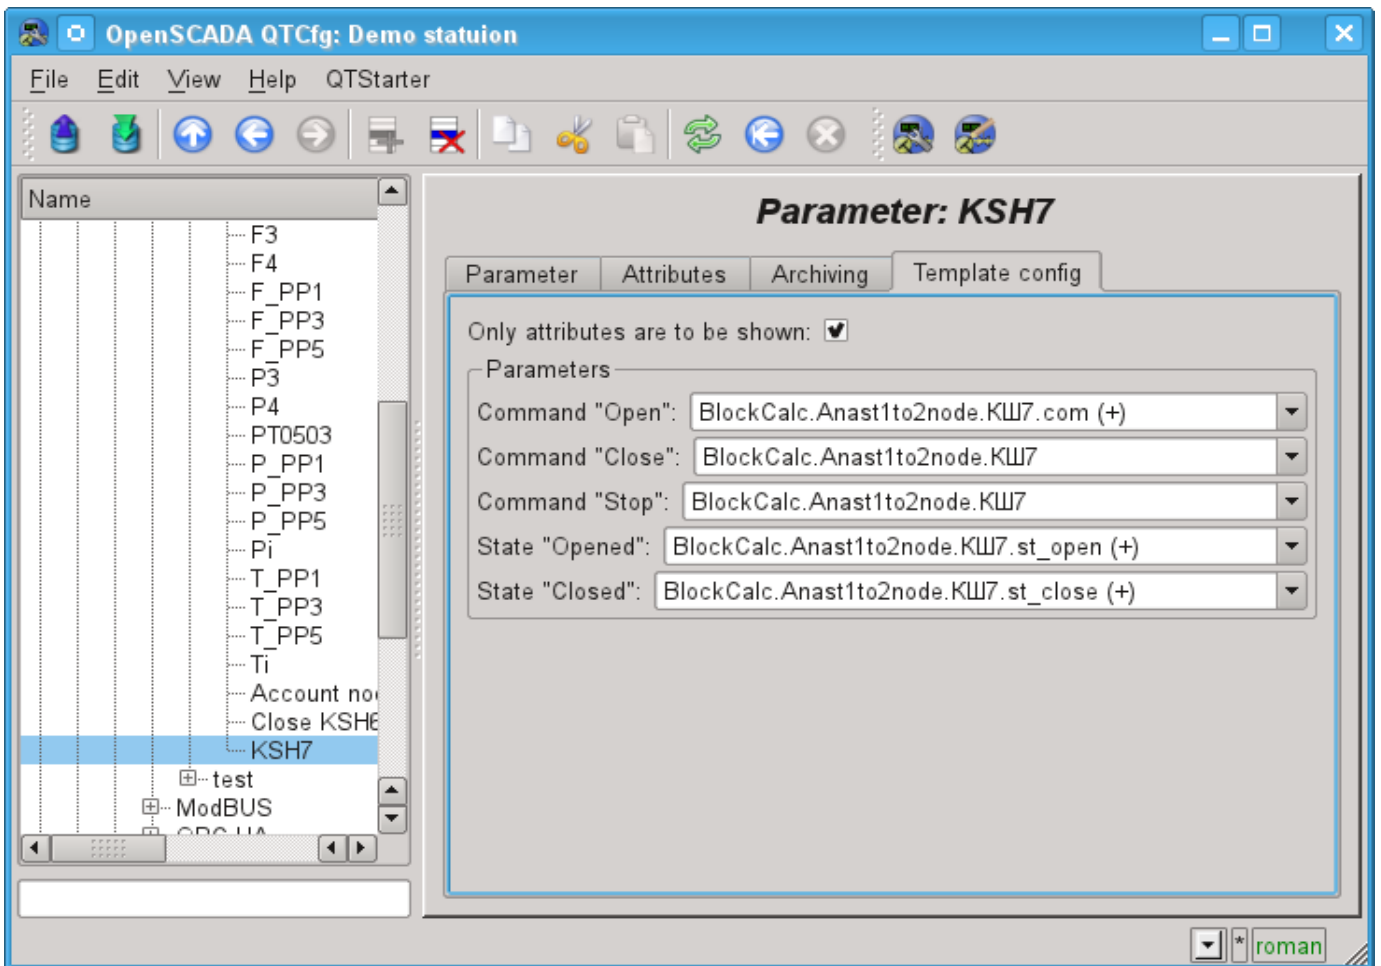 OpenSCADA QTCfg: Demo statuion
File Edit View Help QTStarter
Name
F3
F4
F_PP1
F_PP3
F_PP5
P3
P4
PT0503
P_PP1
P_PP3
P_PP5
Pi
T_PP1
T_PP3
T_PP5
Ti
Account
Close
KSH7
test
ModBUS
Parameter: KSH7
Parameter Attributes Archiving Template config
Only attributes are to be shown:
Parameters
Command "Open": BlockCalc.Anast1to2node.КШ7.com (+)
Command "Close": BlockCalc.Anast1to2node.КШ7
Command "Stop": BlockCalc.Anast1to2node.КШ7
State "Opened": BlockCalc.Anast1to2node.КШ7.st_open (+)
State "Closed": BlockCalc.Anast1to2node.КШ7.st_close (+)
* roman